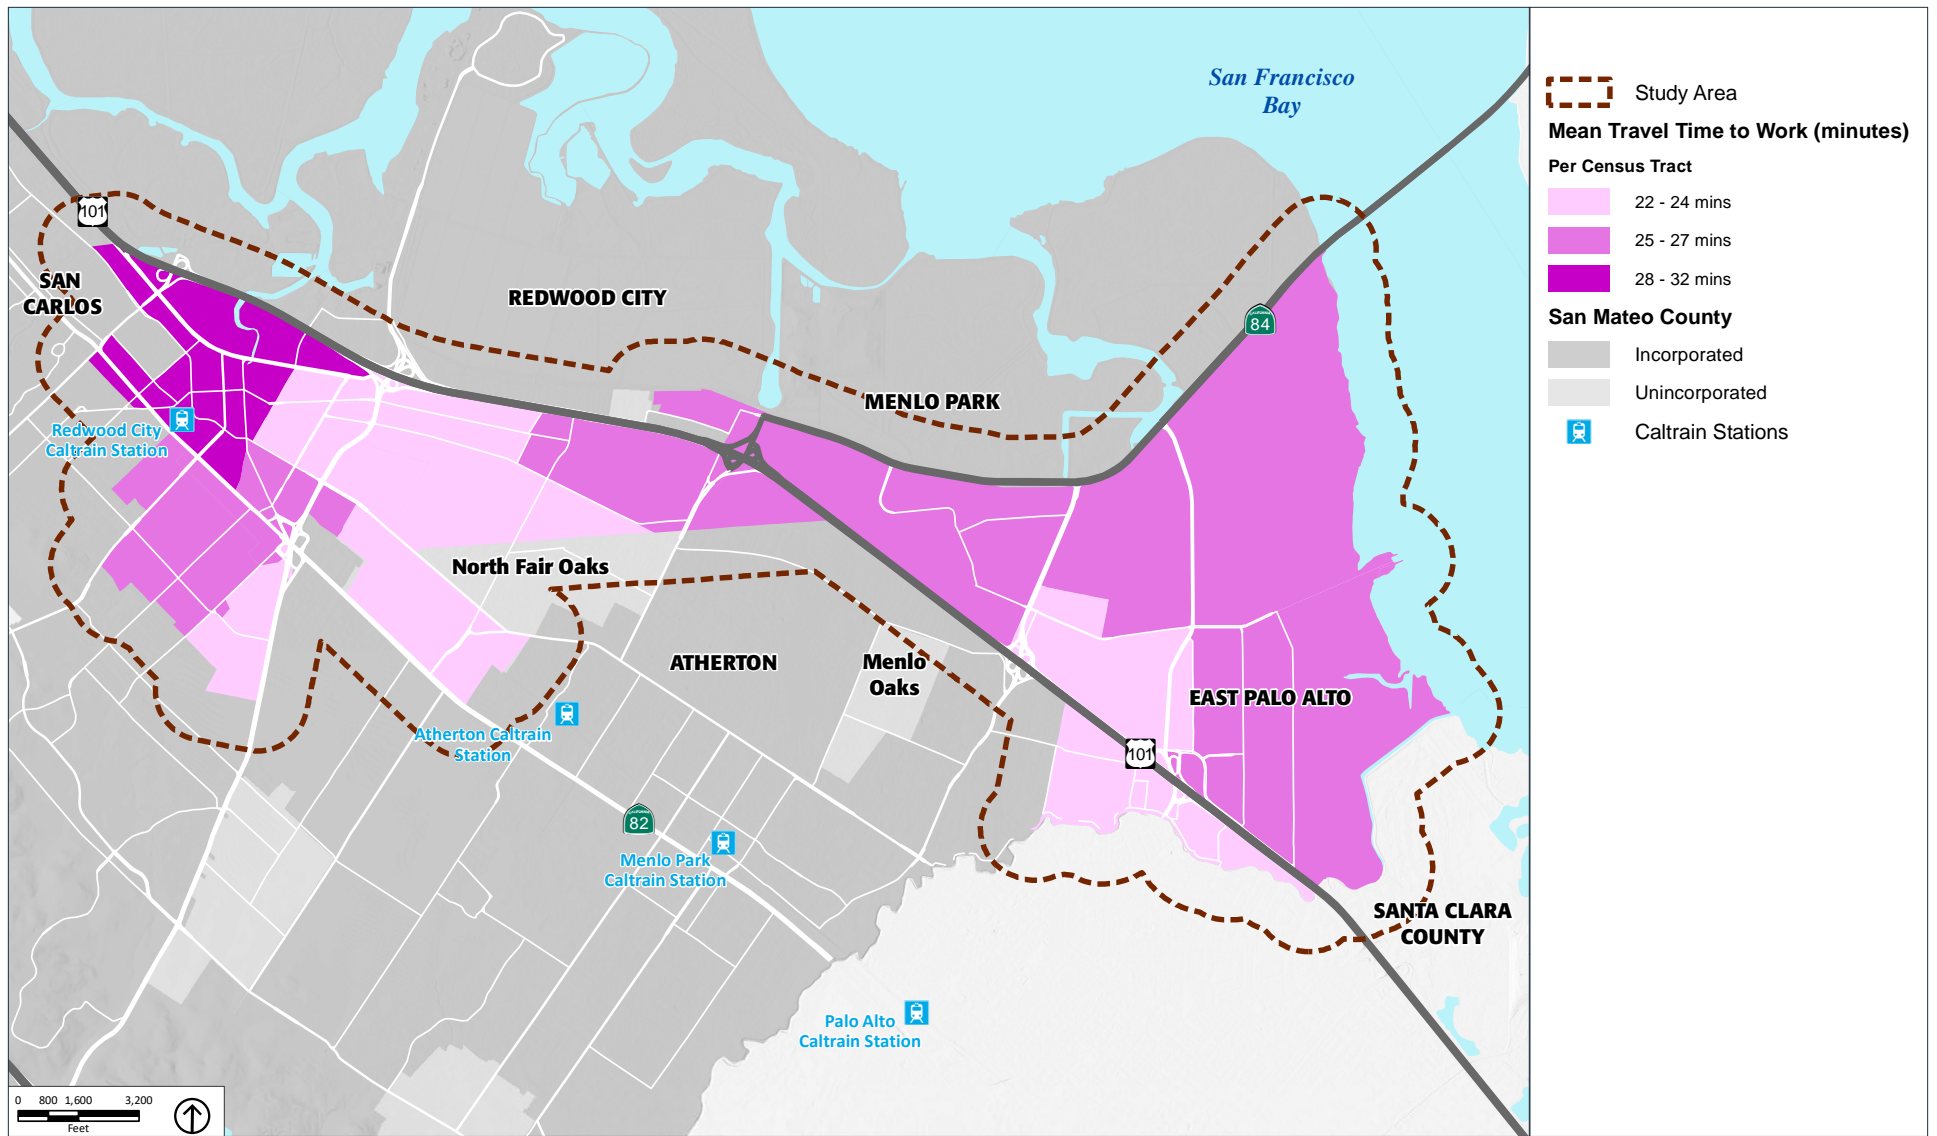 San Francisco
Bay
101
SAN
CARLOS
REDWOOD CITY
CALIFORNIA
84
MENLO PARK
Redwood City
Caltrain Station
North Fair Oaks
ATHERTON
Menlo
Oaks
EAST PALO ALTO
Atherton Caltrain
Station
101
CALIFORNIA
82
Menlo Park
Caltrain Station
SANTA CLARA
COUNTY
Palo Alto
Caltrain Station
0 800 1,600 3,200
Feet
Study Area
Mean Travel Time to Work (minutes)
Per Census Tract
22 - 24 mins
25 - 27 mins
28 - 32 mins
San Mateo County
Incorporated
Unincorporated
Caltrain Stations